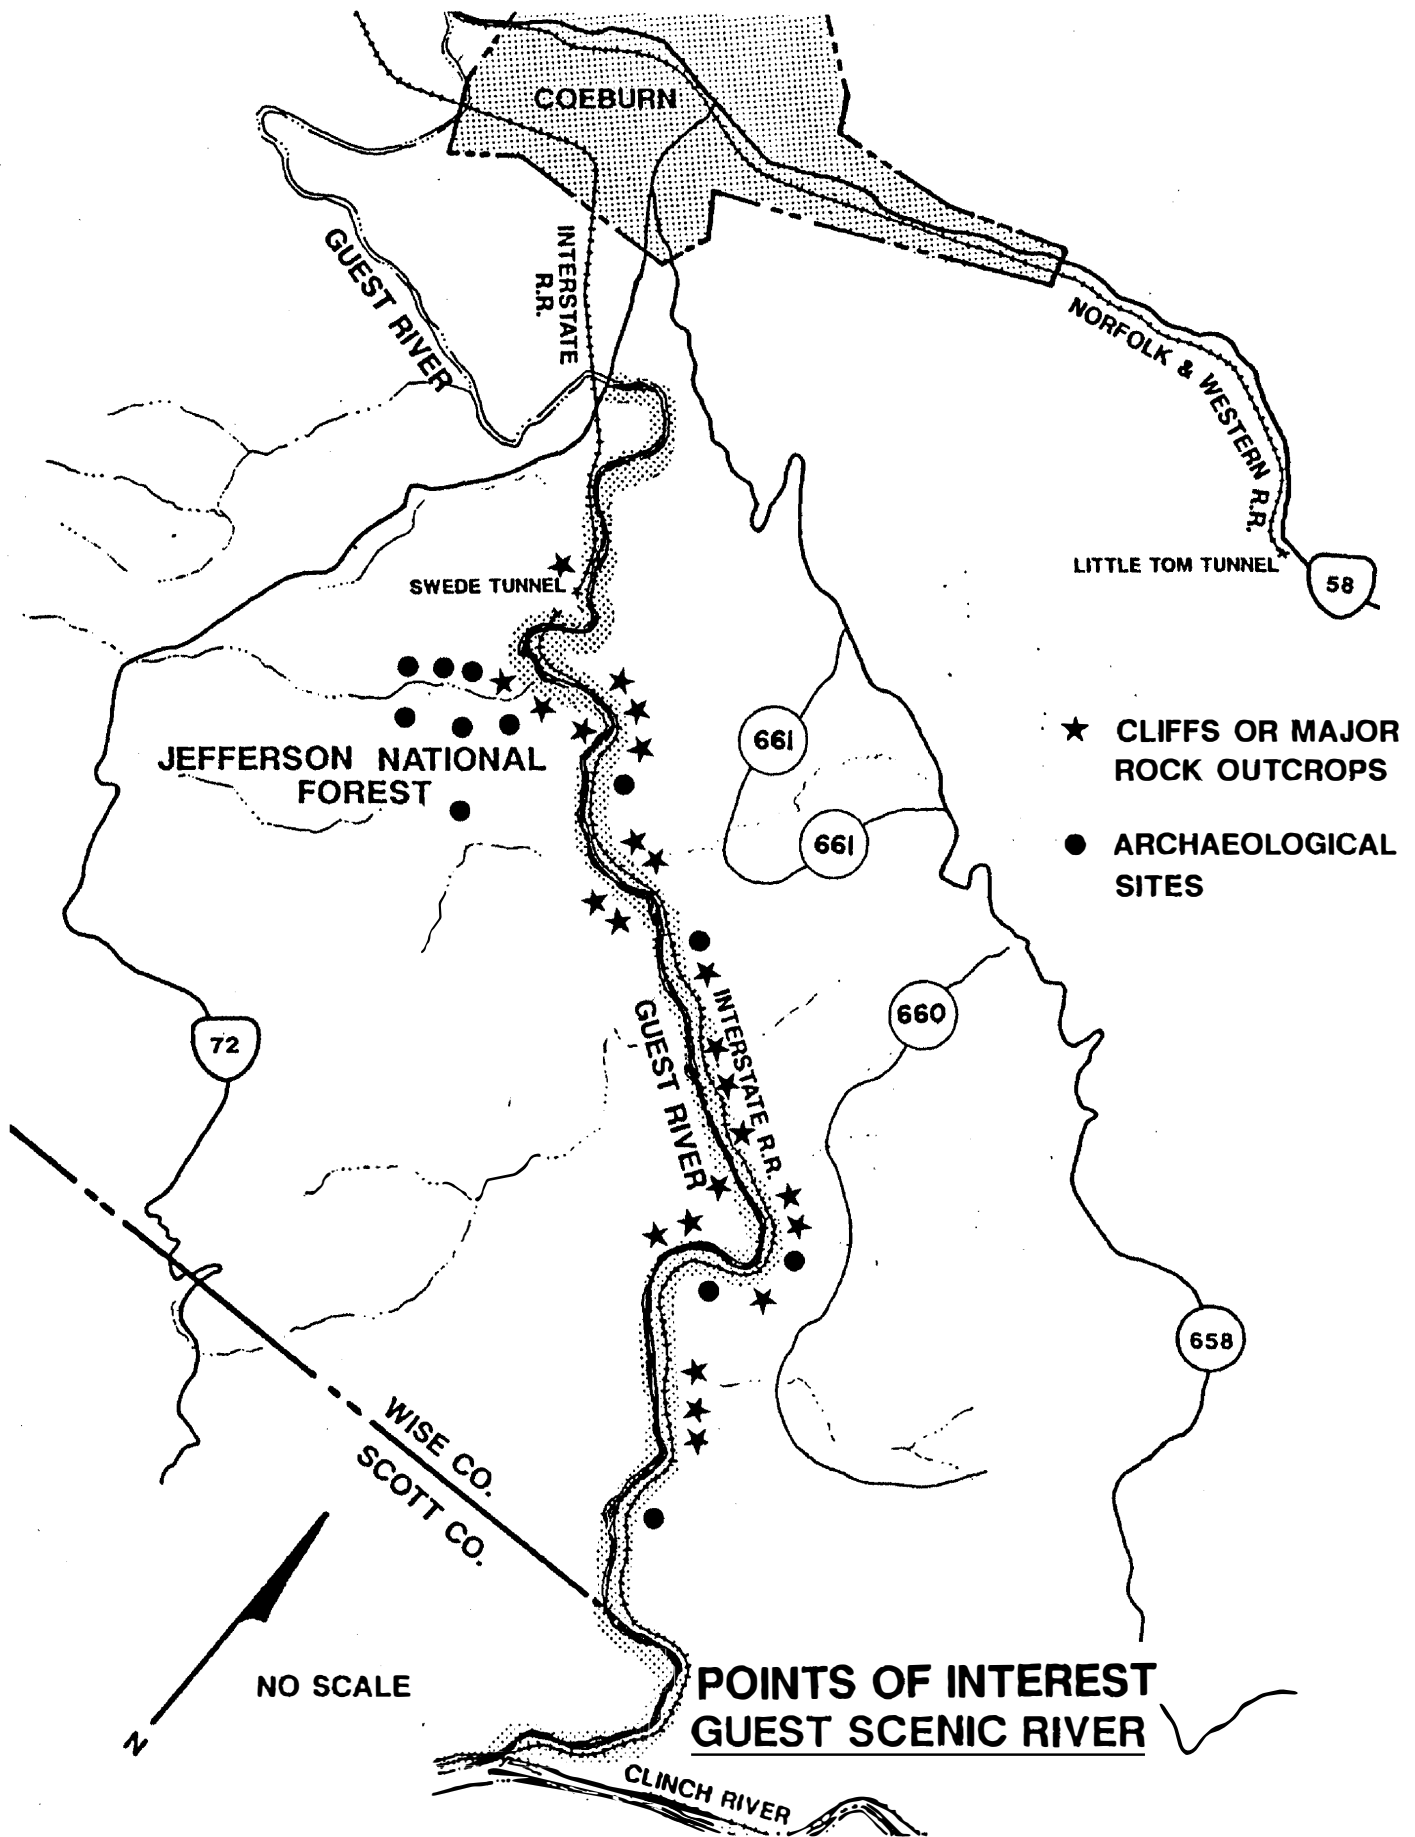 COEBURN
GUEST RIVER
INTERSTATE
R.R.
NORFOLK & WESTERN R.R.
LITTLE TOM TUNNEL
58
SWEDE TUNNEL
JEFFERSON NATIONAL
FOREST
661
661
CLIFFS OR MAJOR
ROCK OUTCROPS
ARCHAEOLOGICAL
SITES
72
GUEST RIVER
INTERSTATE R.R.
660
658
WISE CO.
SCOTT CO.
N
NO SCALE
POINTS OF INTEREST
GUEST SCENIC RIVER
CLINCH RIVER